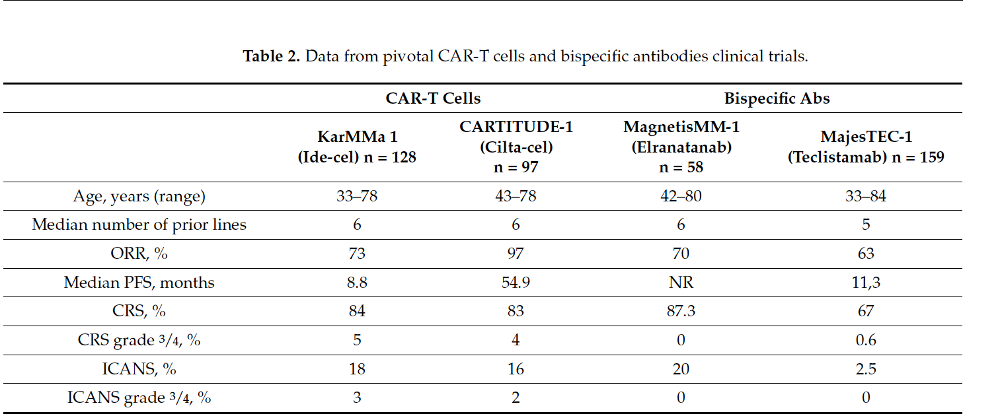 Table 2. Data from pivotal CAR-T cells and bispecific antibodies clinical trials.
CAR-T Cells Bispecific Abs
KarMMa 1 (Ide-cel) n = 128 CARTITUDE-1 (Cilta-cel) n = 97 MagnetisMM-1 (Elranatanab) n = 58 MajesTEC-1 (Teclistamab) n = 159
Age, years (range) 33–78 43–78 42–80 33–84
Median number of prior lines 6 6 6 5
ORR, % 73 97 70 63
Median PFS, months 8.8 54.9 NR 11,3
CRS, % 84 83 87.3 67
CRS grade 3/4, % 5 4 0 0.6
ICANS, % 18 16 20 2.5
ICANS grade 3/4, % 3 2 0 0